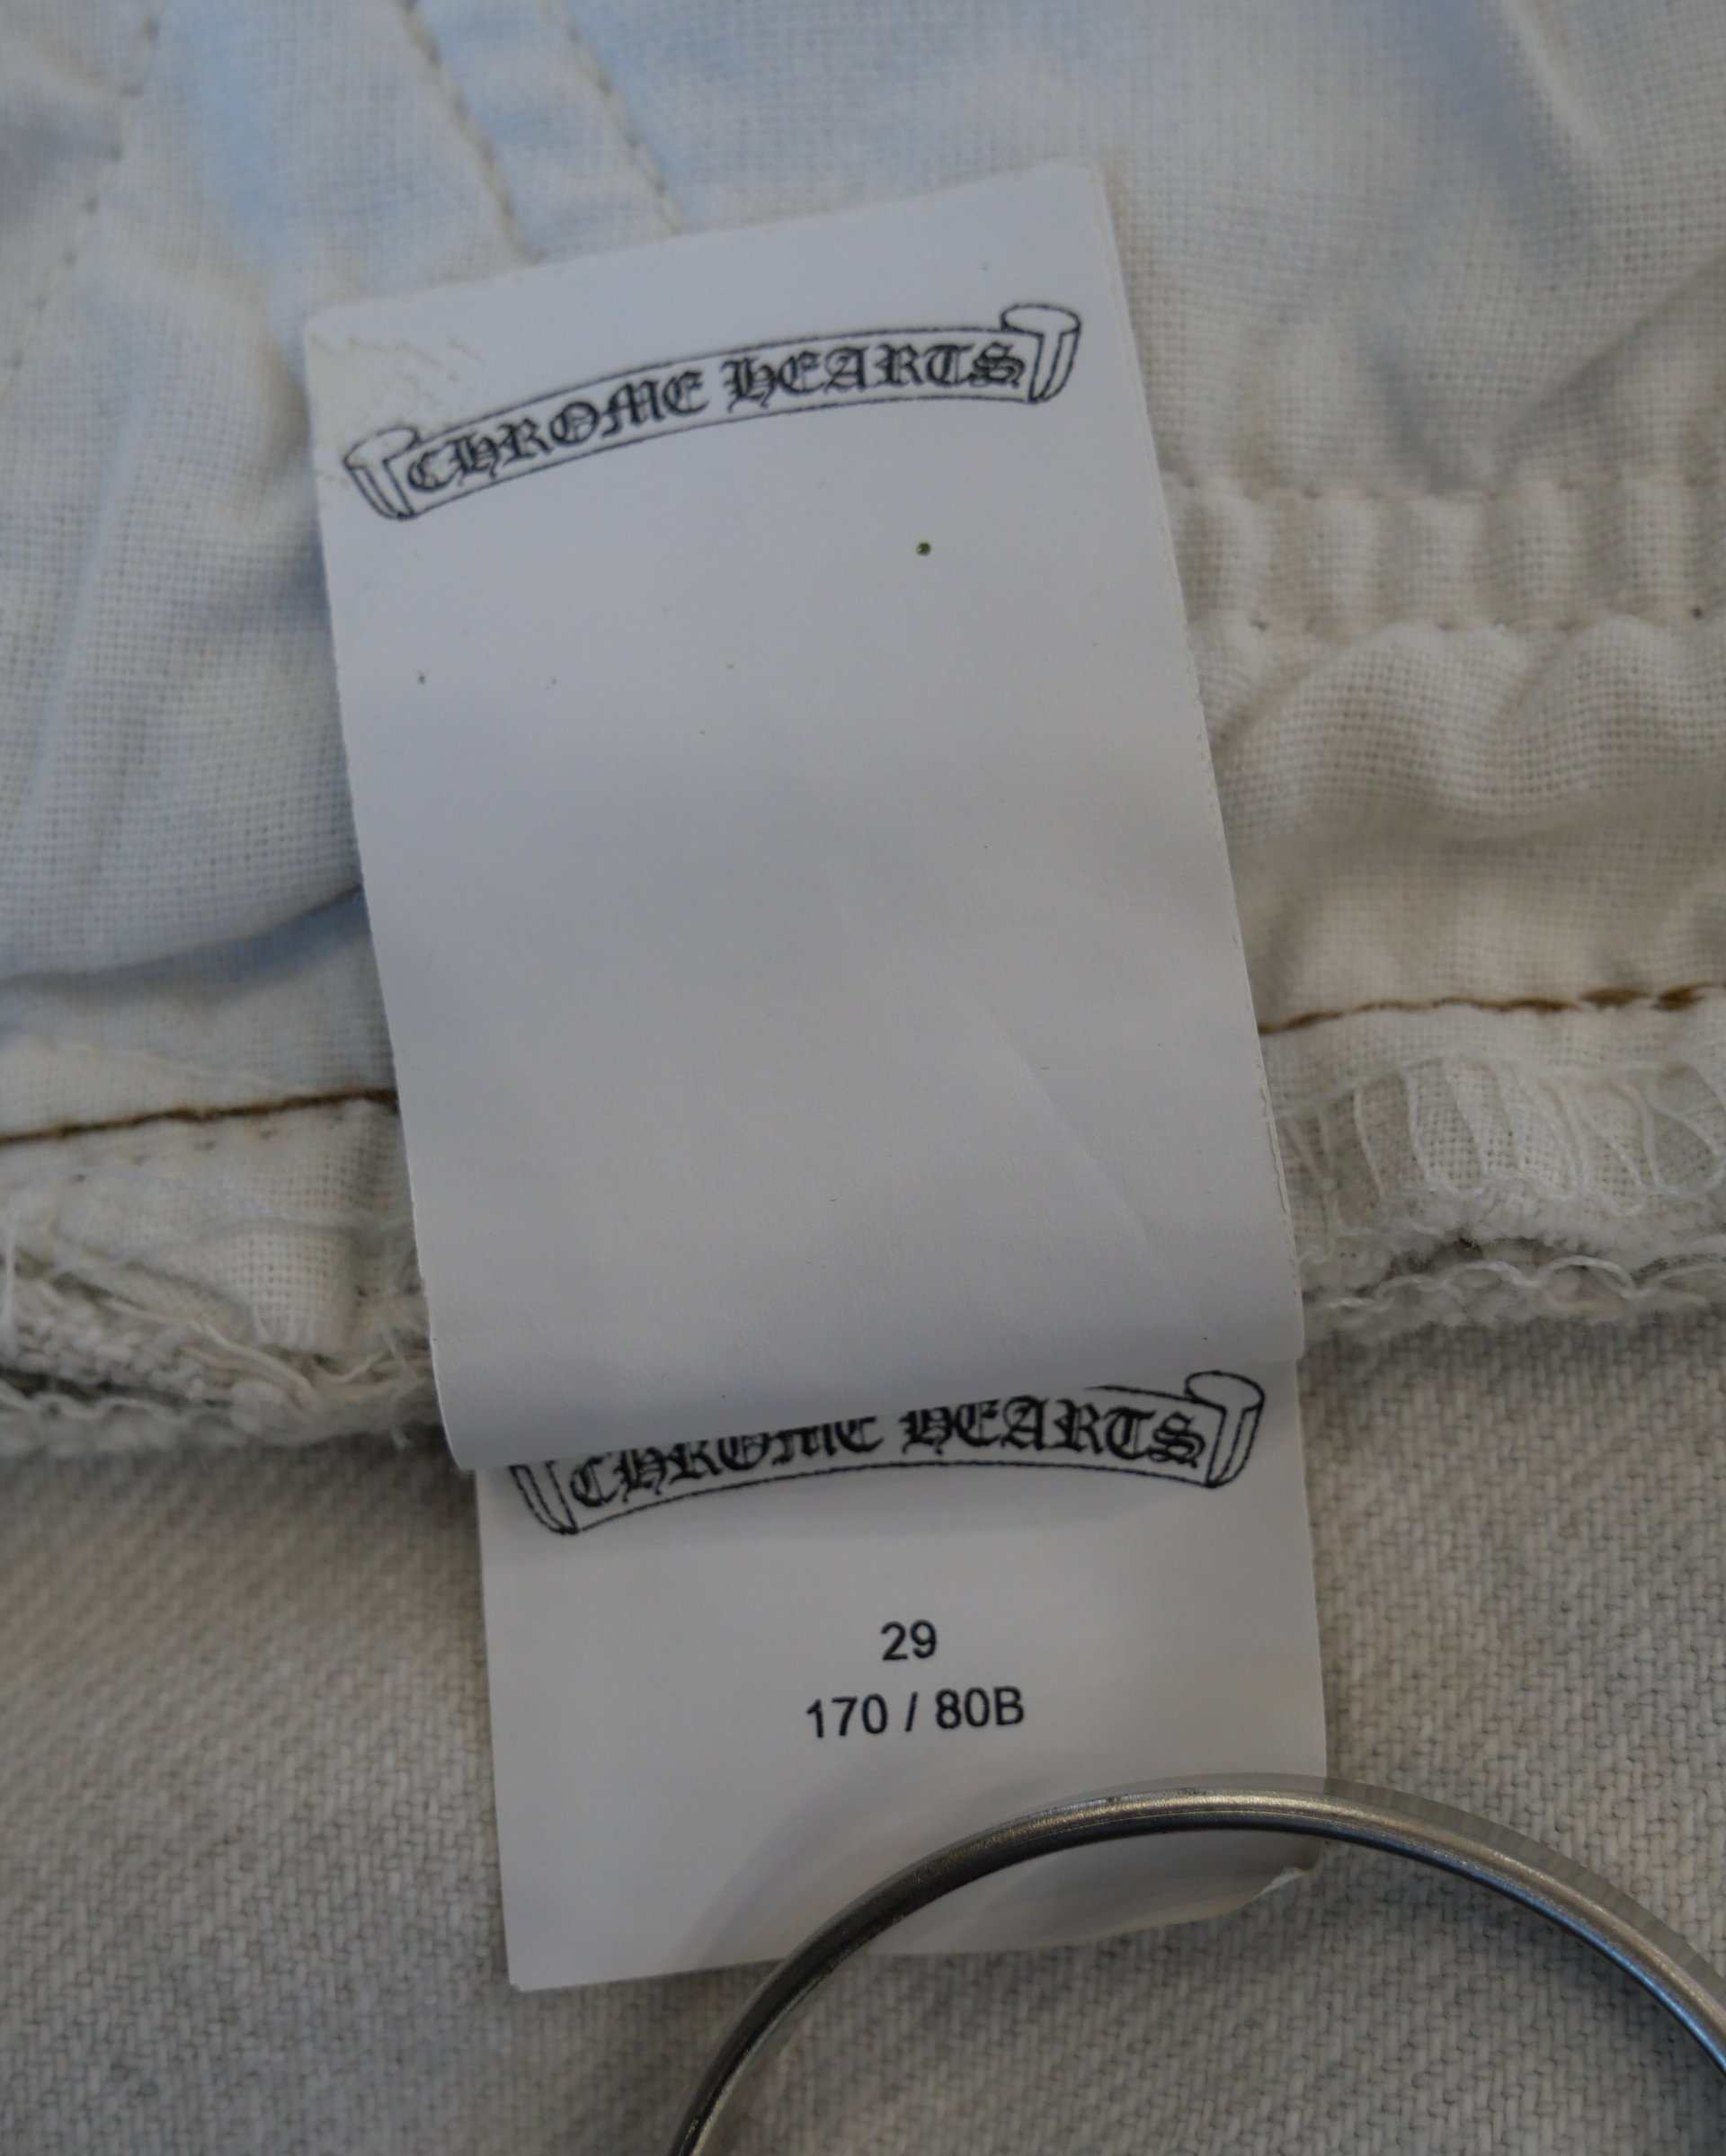 CHROME HEARTS
CHROME HEARTS
29
170 / 80B